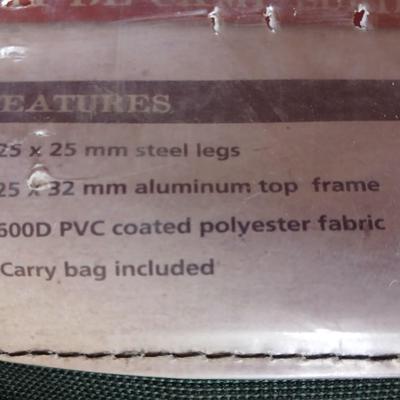 EATURES
25 x 25 mm steel legs
25 x 32 mm aluminum top frame
600D PVC coated polyester fabric
Carry bag included